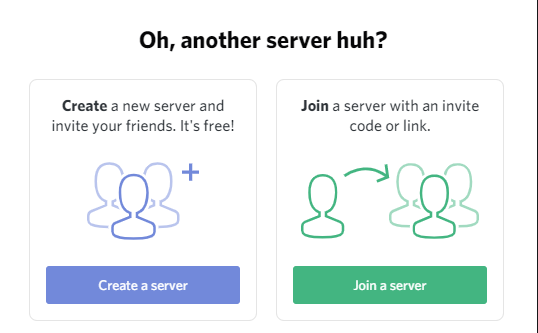 Oh, another server huh?
Create a new server and
invite your friends. It's free!
Join a server with an invite
code or link.
Create a server
Join a server